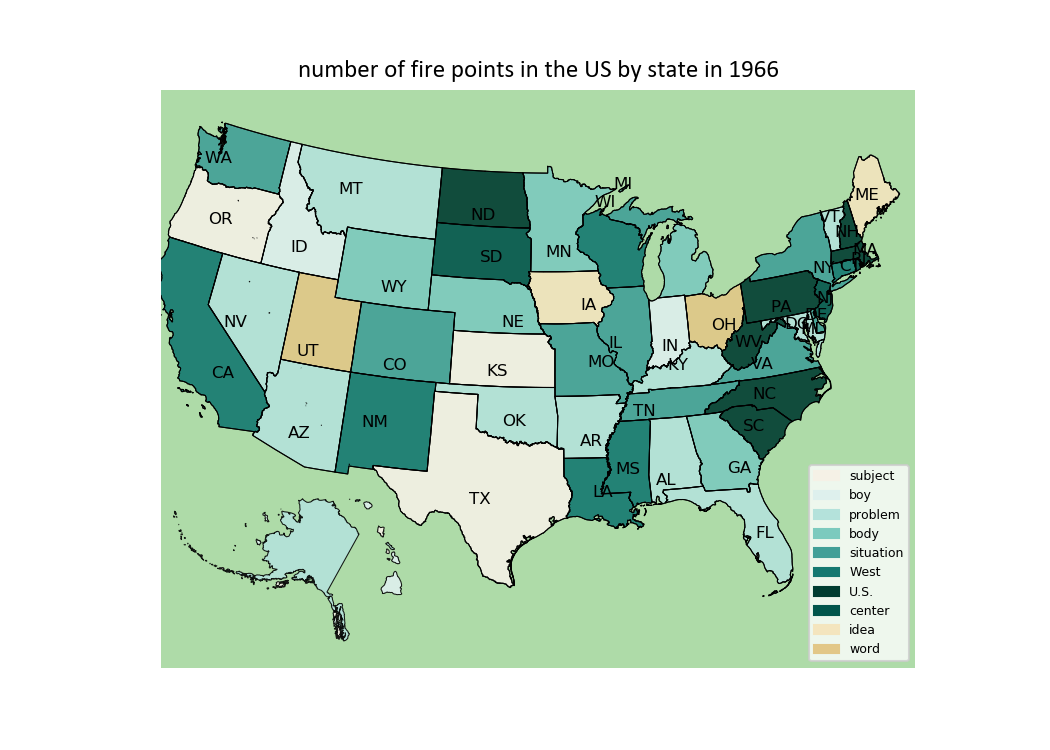 number of fire points in the US by state in 1966
WA
MT
ND
MI
ME
WI
VT
OR
ID
SD
MN
NH
MA
NY
CT
WY
NV
NE
IA
PA
OH
DC
DE
UT
CO
CA
KS
IL
IN
MO
KY
WV
VA
NM
AZ
OK
TN
NC
SC
AR
TX
MS
LA
AL
GA
FL
subject
boy
problem
body
situation
West
U.S.
center
idea
word